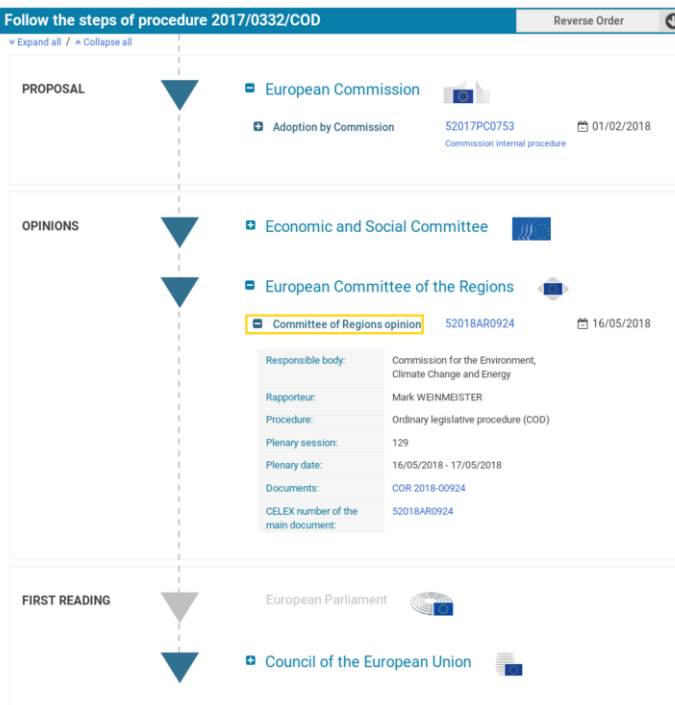 Follow the steps of procedure 2017/0332/COD
Reverse Order
Expand all / Collapse all
PROPOSAL
European Commission
Adoption by Commission 52017PC0753 01/02/2018
Commission internal procedure
OPINIONS
Economic and Social Committee
European Committee of the Regions
Committee of Regions opinion 52018AR0924 16/05/2018
Responsible body: Commission for the Environment,
Climate Change and Energy
Rapporteur: Mark WEINMEISTER
Procedure: Ordinary legislative procedure (COD)
Plenary session: 129
Plenary date: 16/05/2018 - 17/05/2018
Documents: COR 2018-00924
CELEX number of the 52018AR0924
main document:
FIRST READING
European Parliament
Council of the European Union